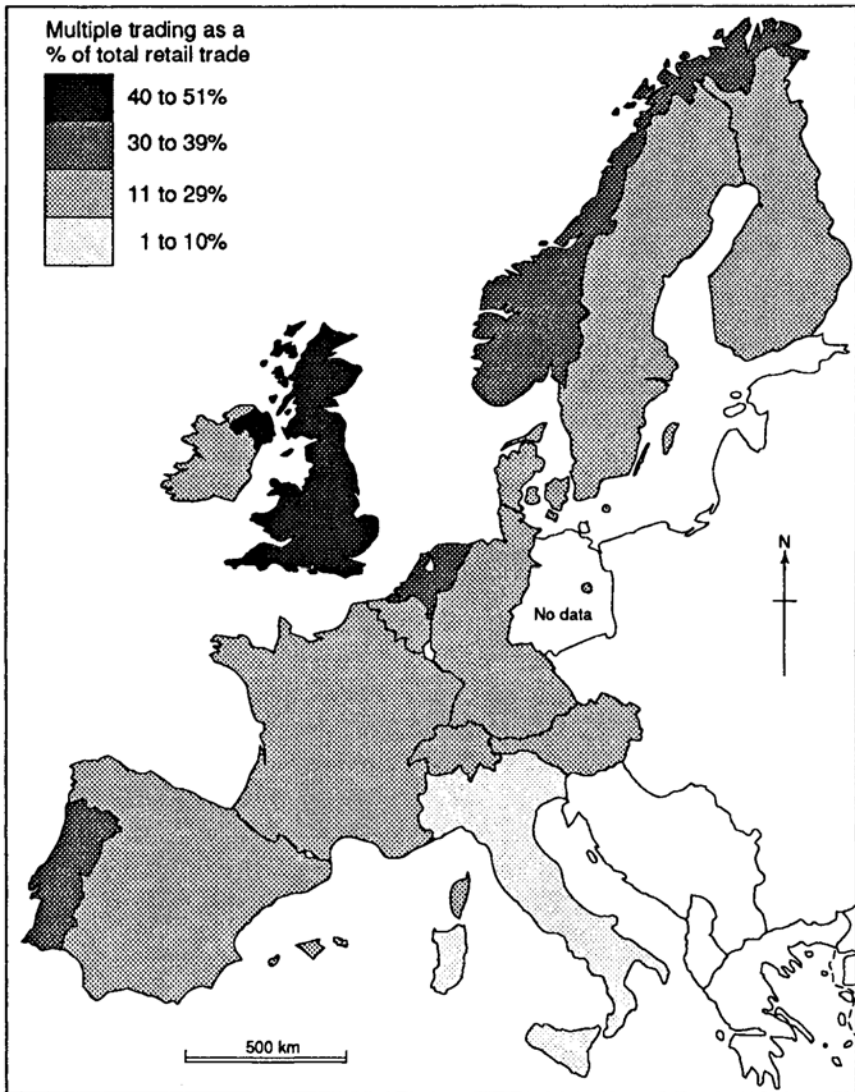 Multiple trading as a
% of total retail trade
40 to 51%
30 to 39%
11 to 29%
1 to 10%
N
No data
500 km